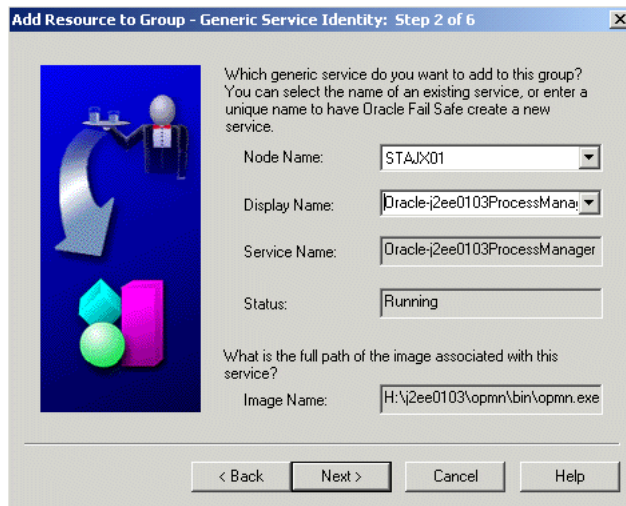 Add Resource to Group - Generic Service Identity: Step 2 of 6
Which generic service do you want to add to this group?
You can select the name of an existing service, or enter a
unique name to have Oracle Fail Safe create a new
service.
Node Name: STAJX01
Display Name: Oracle-j2ee0103ProcessMana
Service Name: Oracle-j2ee0103ProcessManager
Status: Running
What is the full path of the image associated with this
service?
Image Name: H:\j2ee0103\opmn\bin\opmn.exe
< Back Next > Cancel Help